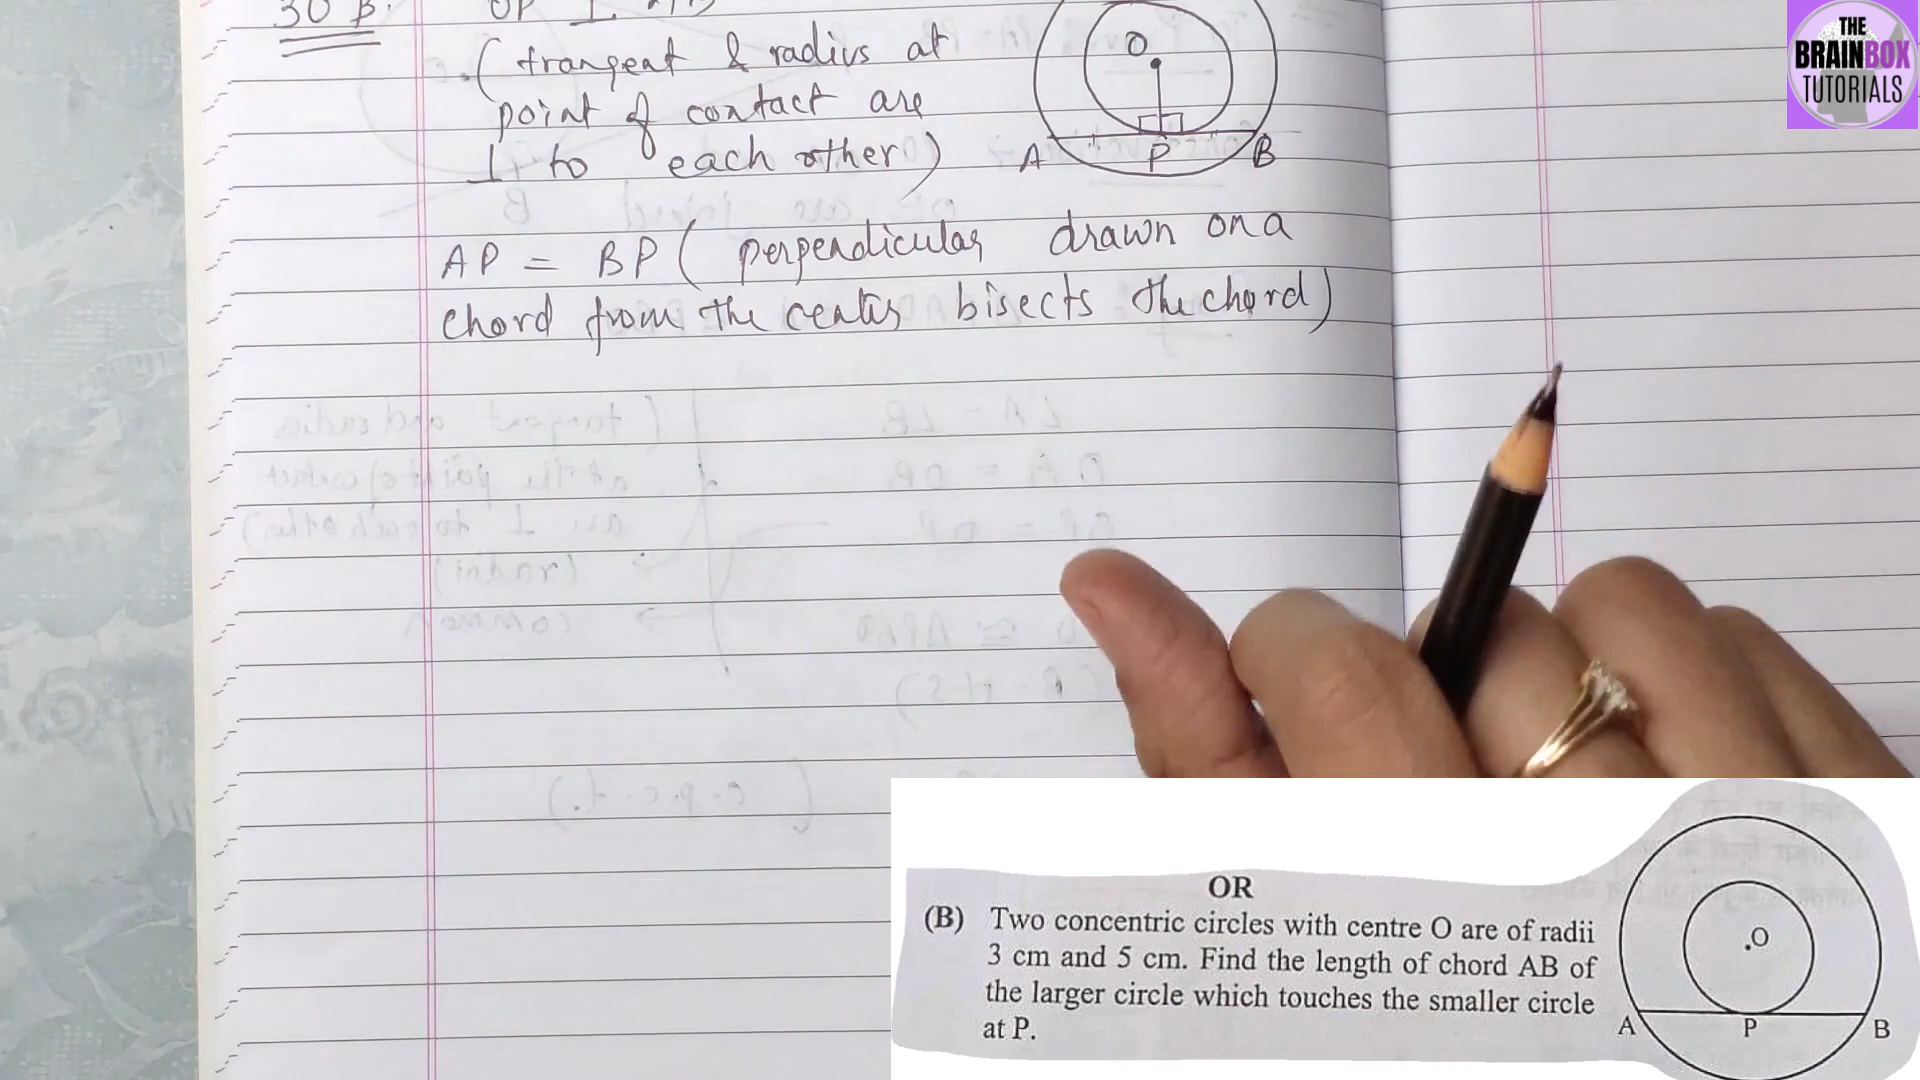 30 B.
OP ⊥ AB
( trangent & radius at
point of contact are
⊥ to each other)
O
A P B
AP = BP ( perpendicular drawn on a
chord from the center bisects the chord)
THE
BRAINBOX
TUTORIALS
OR
(B) Two concentric circles with centre O are of radii
3 cm and 5 cm. Find the length of chord AB of
the larger circle which touches the smaller circle
at P.
.O
A P B